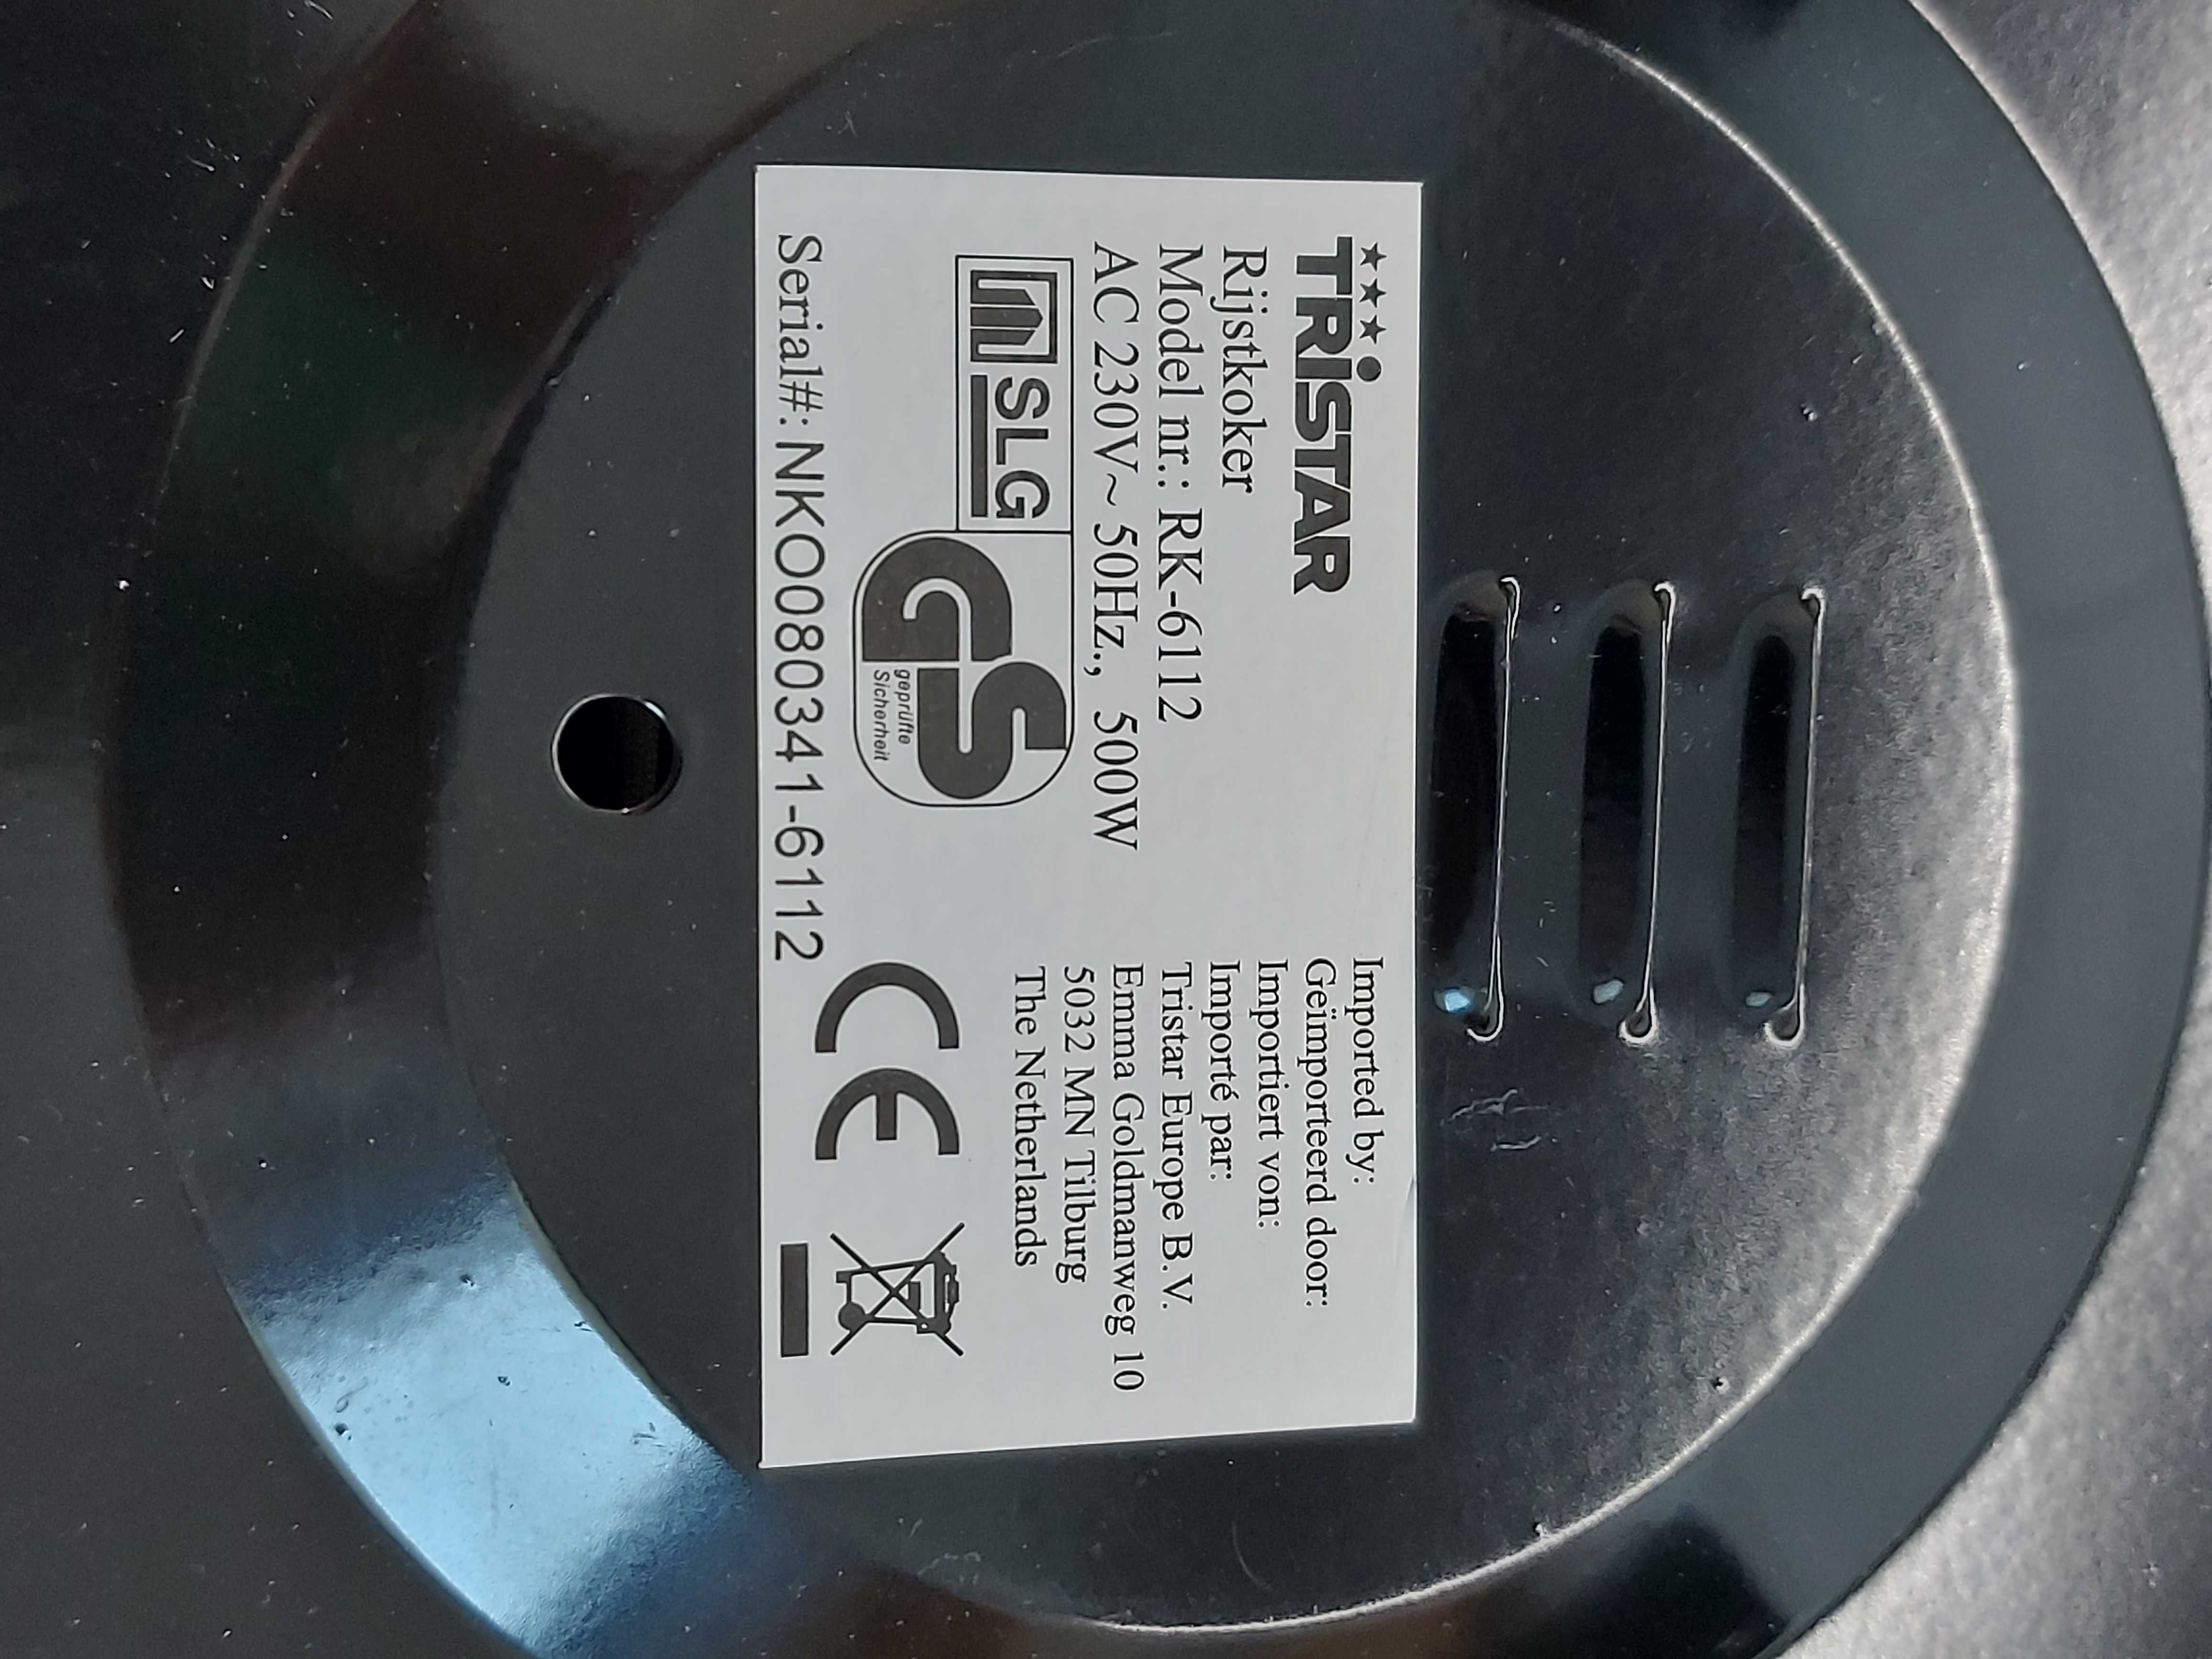 TRISTAR
Rijstkoker
Model nr.: RK-6112
AC 230V~ 50Hz., 500W
SLG
GS
geprüfte
Sicherheit
Serial#: NKO0080341-6112
Imported by:
Geïmporteerd door:
Importiert von:
Importé par:
Tristar Europe B.V.
Emma Goldmanweg 10
5032 MN Tilburg
The Netherlands
CE